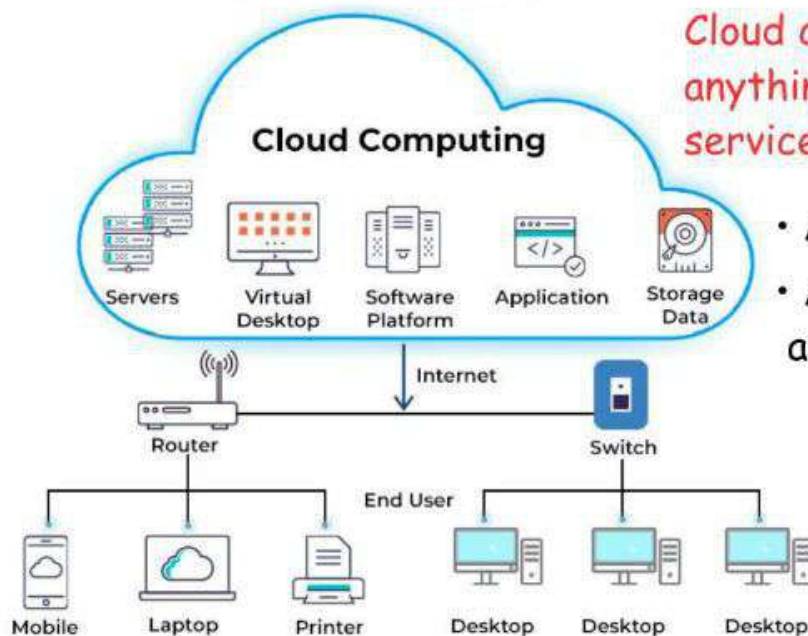 Cloud
anything
service
Cloud Computing
Servers
Virtual
Desktop
Software
Platform
Application
</>
Storage
Data
Internet
Router
Switch
End User
Mobile
Laptop
Printer
Desktop
Desktop
Desktop